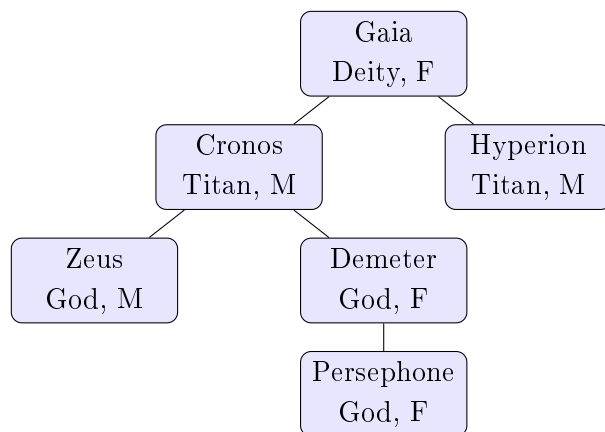 Gaia
Deity, F
Cronos
Titan, M
Hyperion
Titan, M
Zeus
God, M
Demeter
God, F
Persephone
God, F